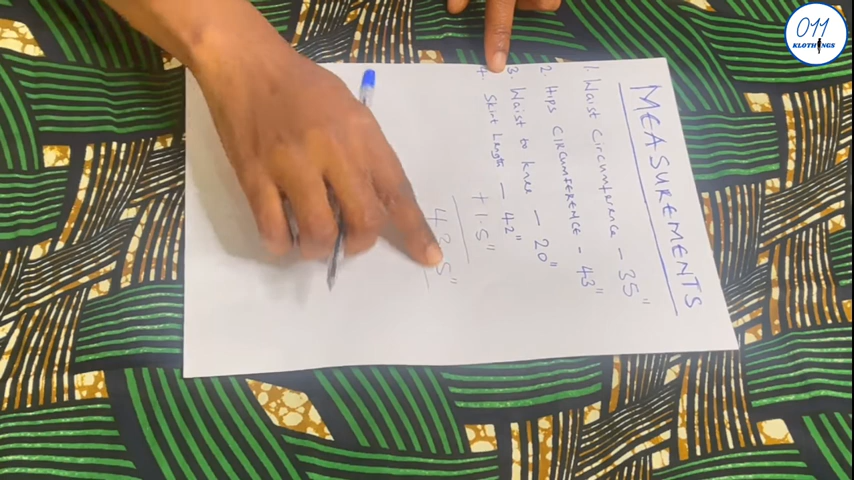 MEASUREMENTS
1. Waist Circumference – 35"
2. HIPS CIRCUMFERENCE – 43"
3. Waist to knee – 20"
4. Skirt Length – 42"
+ 1.5"
43.5"
011
KLOTHINGS